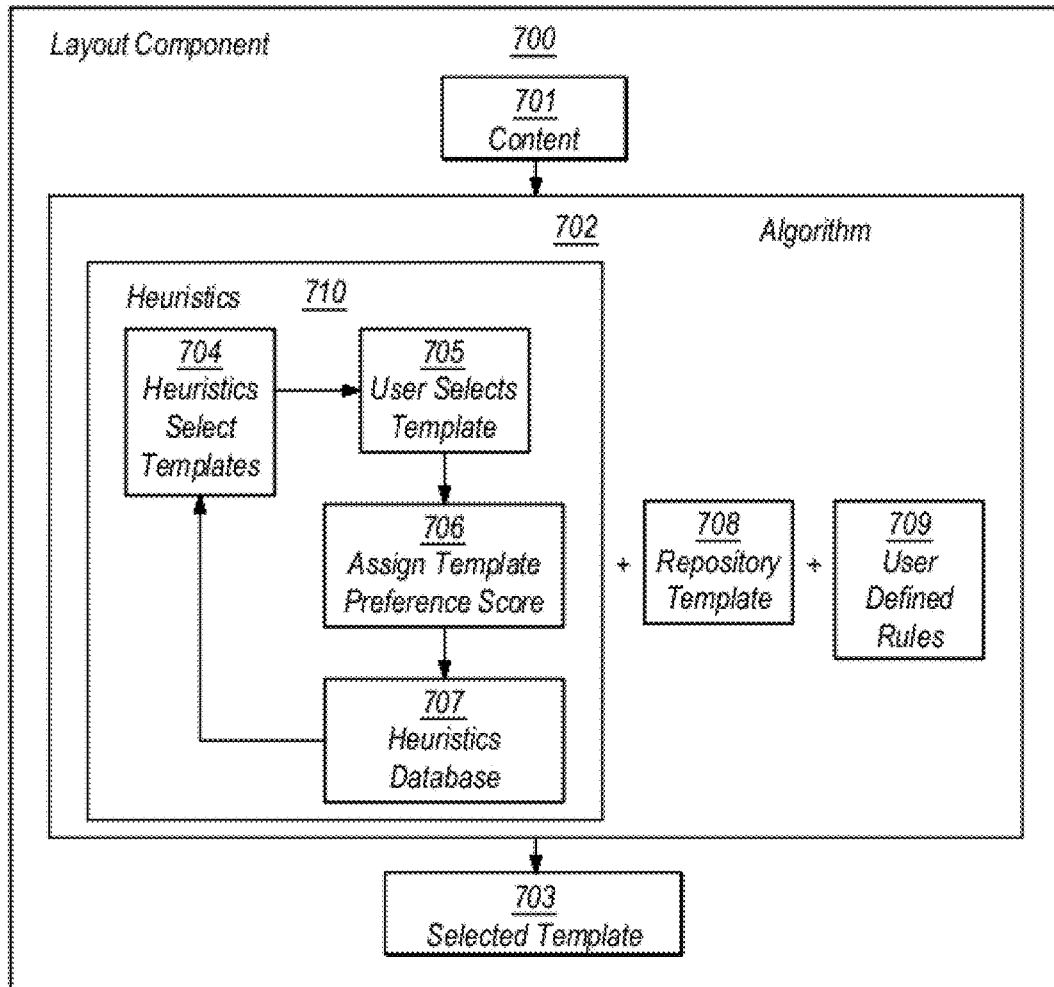 Layout Component
700
701
Content
702
Algorithm
Heuristics
710
704
Heuristics
Select
Templates
705
User Selects
Template
706
Assign Template
Preference Score
707
Heuristics
Database
+
708
Repository
Template
+
709
User
Defined
Rules
703
Selected Template